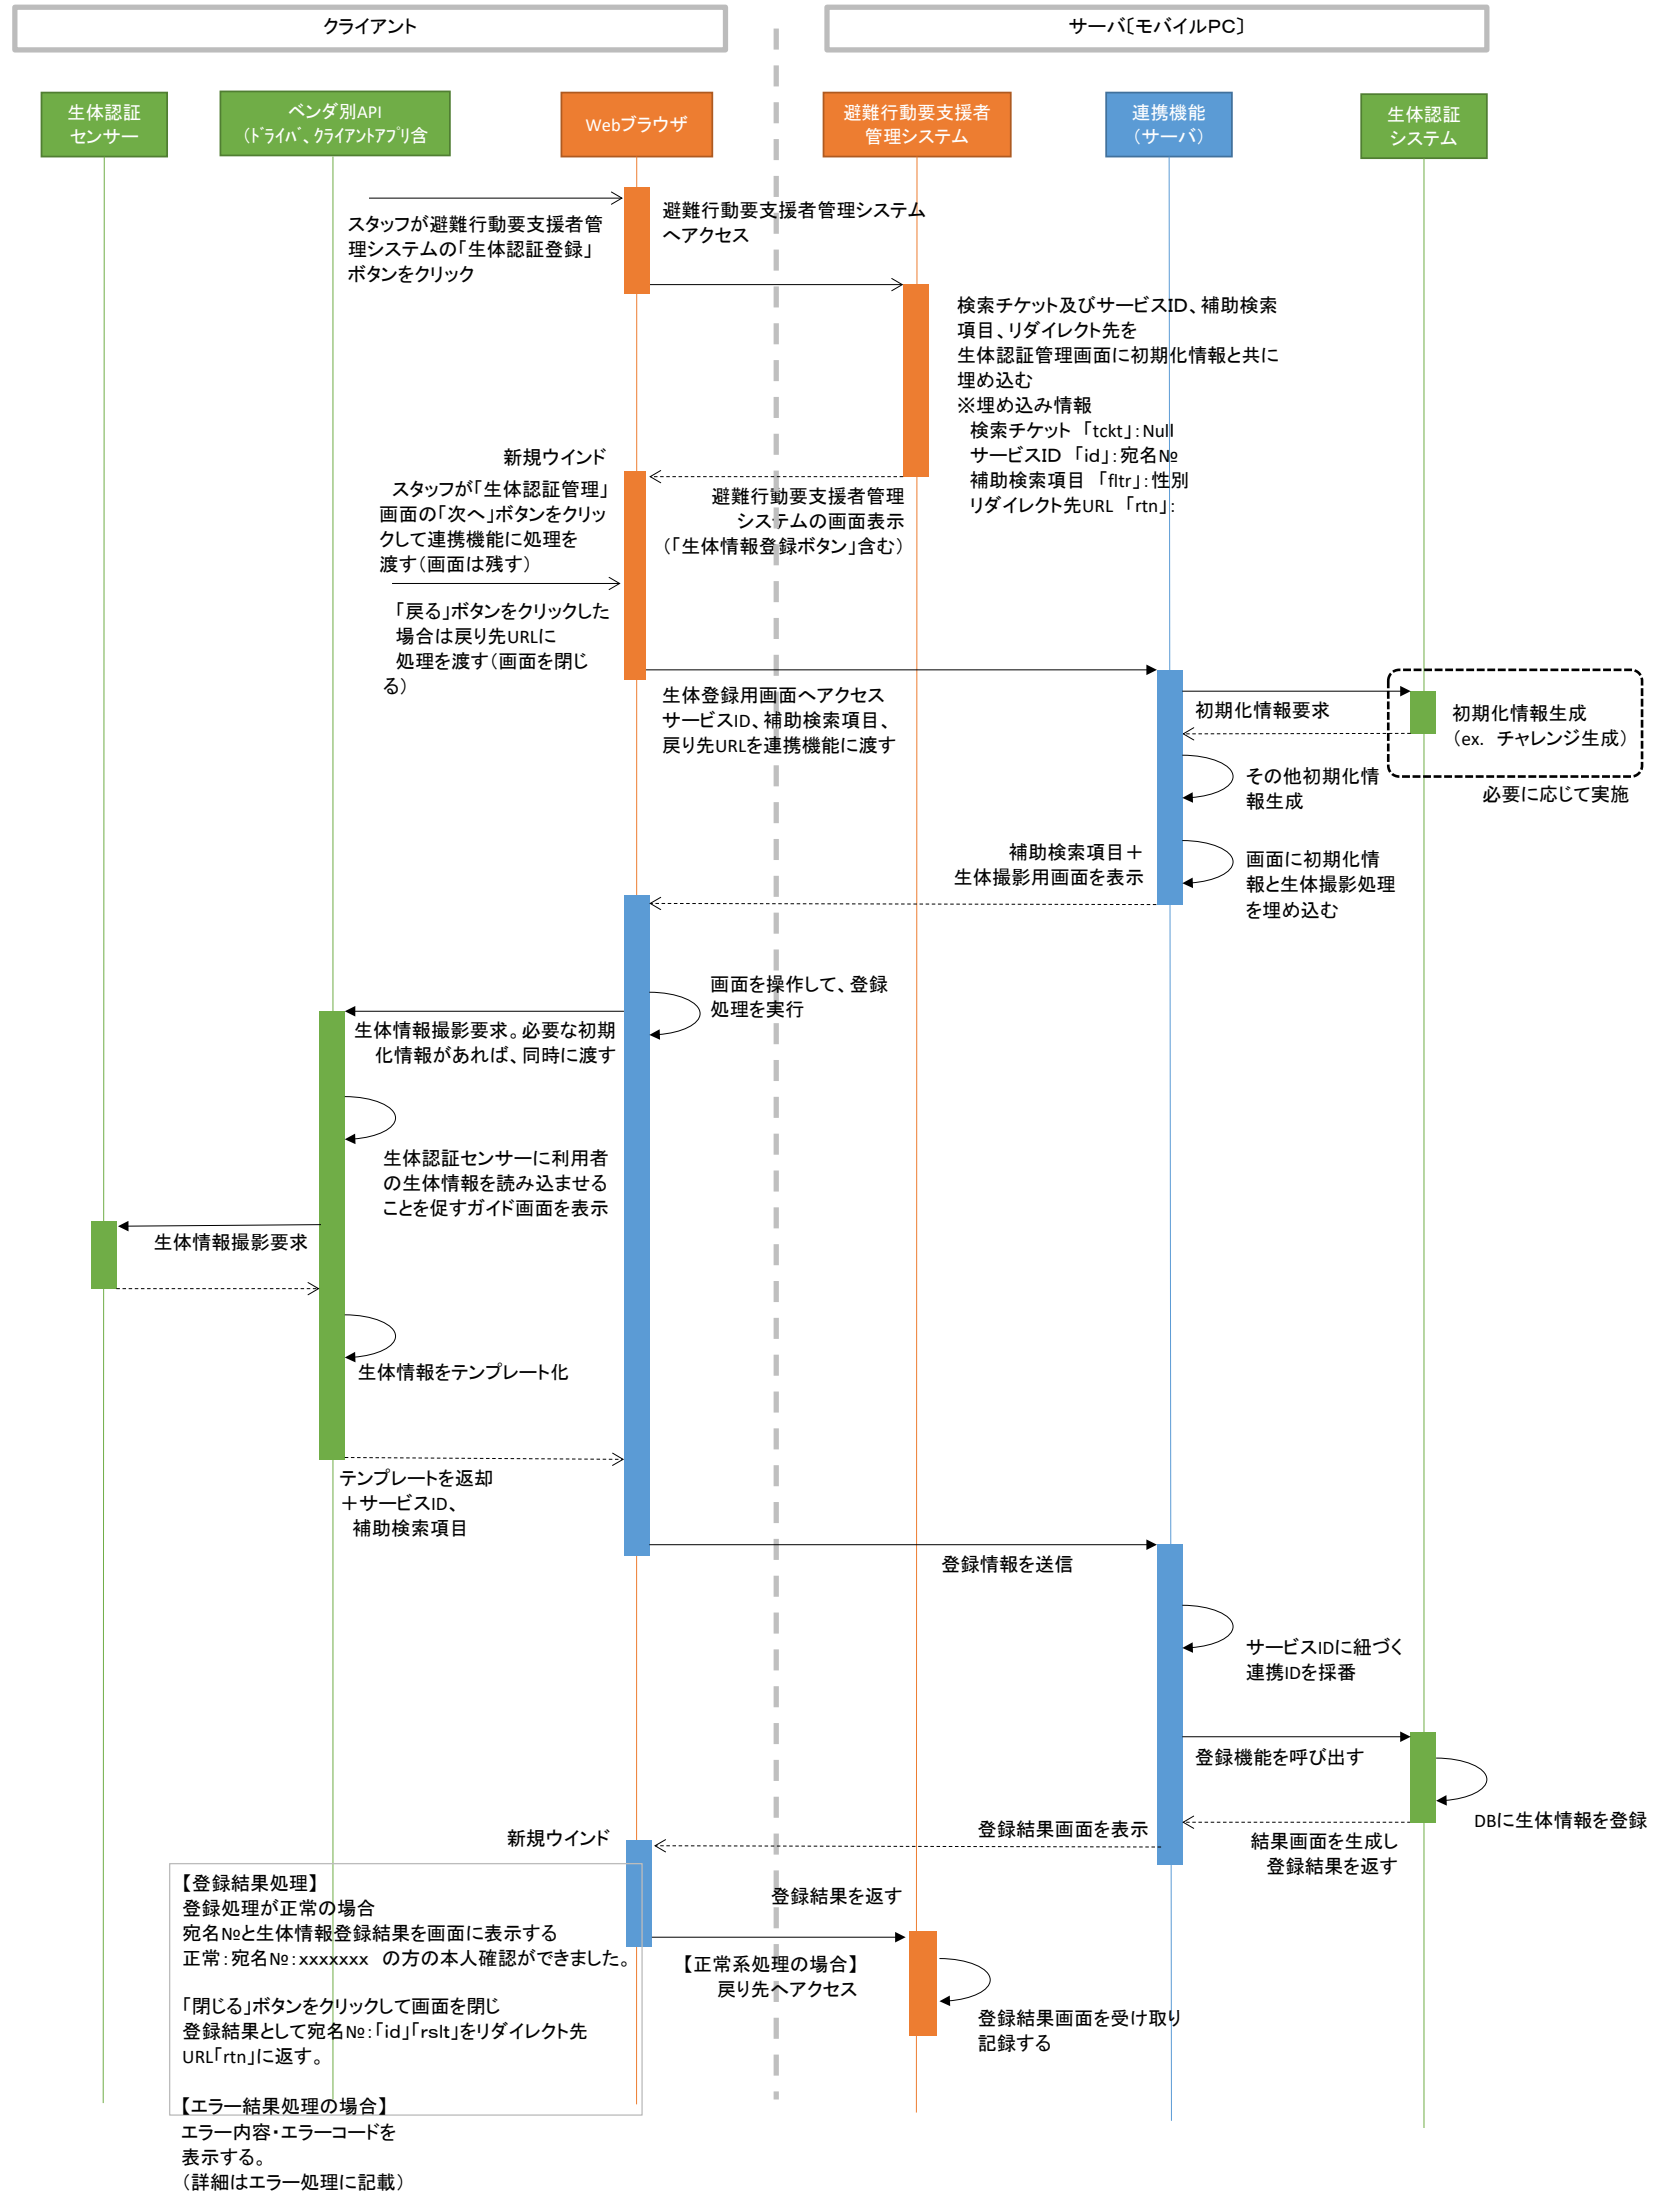 クライアント
サーバ〔モバイルPC〕
生体認証
センサー
ベンダ別API
（ﾄﾞﾗｲﾊﾞ、ｸﾗｲｱﾝﾄｱﾌﾟﾘ含
Webブラウザ
避難行動要支援者
管理システム
連携機能
（サーバ）
生体認証
システム
スタッフが避難行動要支援者管
理システムの「生体認証登録」
ボタンをクリック
避難行動要支援者管理システム
へアクセス
検索チケット及びサービスID、補助検索
項目、リダイレクト先を
生体認証管理画面に初期化情報と共に
埋め込む
※埋め込み情報
検索チケット 「tckt」：Null
サービスID 「id」：宛名№
補助検索項目 「fltr」：性別
リダイレクト先URL 「rtn」：
新規ウインド
スタッフが「生体認証管理」
画面の「次へ」ボタンをクリッ
クして連携機能に処理を
渡す（画面は残す）
避難行動要支援者管理
システムの画面表示
（「生体情報登録ボタン」含む）
「戻る」ボタンをクリックした
場合は戻り先URLに
処理を渡す（画面を閉じ
る）
生体登録用画面へアクセス
サービスID、補助検索項目、
戻り先URLを連携機能に渡す
初期化情報要求
初期化情報生成
（ex. チャレンジ生成）
必要に応じて実施
その他初期化情
報生成
補助検索項目＋
生体撮影用画面を表示
画面に初期化情
報と生体撮影処理
を埋め込む
画面を操作して、登録
処理を実行
生体情報撮影要求。必要な初期
化情報があれば、同時に渡す
生体認証センサーに利用者
の生体情報を読み込ませる
ことを促すガイド画面を表示
生体情報撮影要求
生体情報をテンプレート化
テンプレートを返却
＋サービスID、
補助検索項目
登録情報を送信
サービスIDに紐づく
連携IDを採番
登録機能を呼び出す
DBに生体情報を登録
結果画面を生成し
登録結果を返す
登録結果画面を表示
新規ウインド
【登録結果処理】
登録処理が正常の場合
宛名№と生体情報登録結果を画面に表示する
正常：宛名№：xxxxxxx　の方の本人確認ができました。
「閉じる」ボタンをクリックして画面を閉じ
登録結果として宛名№：「id」「rslt」をリダイレクト先
URL「rtn」に返す。
【エラー結果処理の場合】
エラー内容・エラーコードを
表示する。
（詳細はエラー処理に記載）
登録結果を返す
【正常系処理の場合】
戻り先へアクセス
登録結果画面を受け取り
記録する